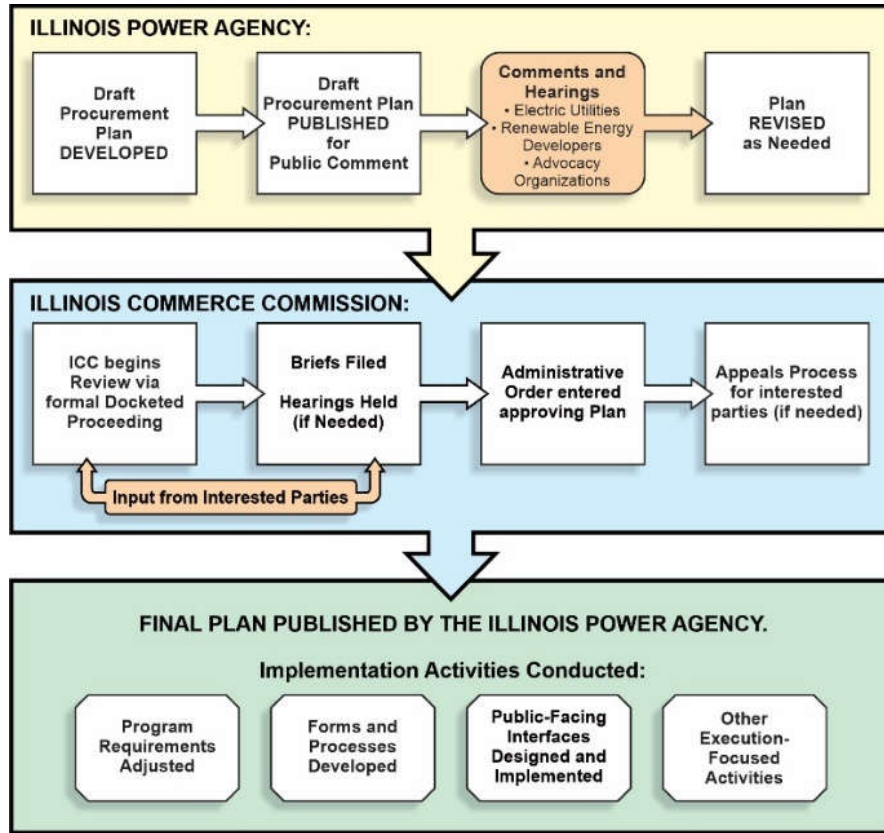 ILLINOIS POWER AGENCY:
Draft
Procurement
Plan
DEVELOPED
Draft
Procurement Plan
PUBLISHED
for
Public Comment
Comments and
Hearings
• Electric Utilities
• Renewable Energy
Developers
• Advocacy
Organizations
Plan
REVISED
as Needed
ILLINOIS COMMERCE COMMISSION:
ICC begins
Review via
formal Docketed
Proceeding
Briefs Filed
Hearings Held
(if Needed)
Administrative
Order entered
approving Plan
Appeals Process
for interested
parties (if needed)
Input from Interested Parties
FINAL PLAN PUBLISHED BY THE ILLINOIS POWER AGENCY.
Implementation Activities Conducted:
Program
Requirements
Adjusted
Forms and
Processes
Developed
Public-Facing
Interfaces
Designed and
Implemented
Other
Execution-
Focused
Activities